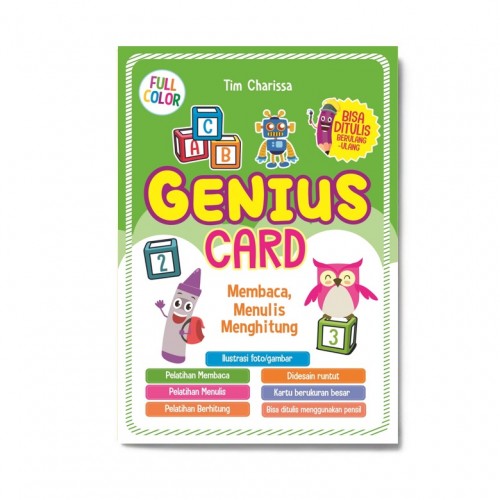 FULL
COLOR
Tim Charissa
BISA
DITULIS
BERULANG
-ULANG
C
A B
GENIUS
CARD
2
Membaca,
Menulis
Menghitung
3
Ilustrasi foto/gambar
Pelatihan Membaca
Didesain runtut
Pelatihan Menulis
Kartu berukuran besar
Pelatihan Berhitung
Bisa ditulis menggunakan pensil